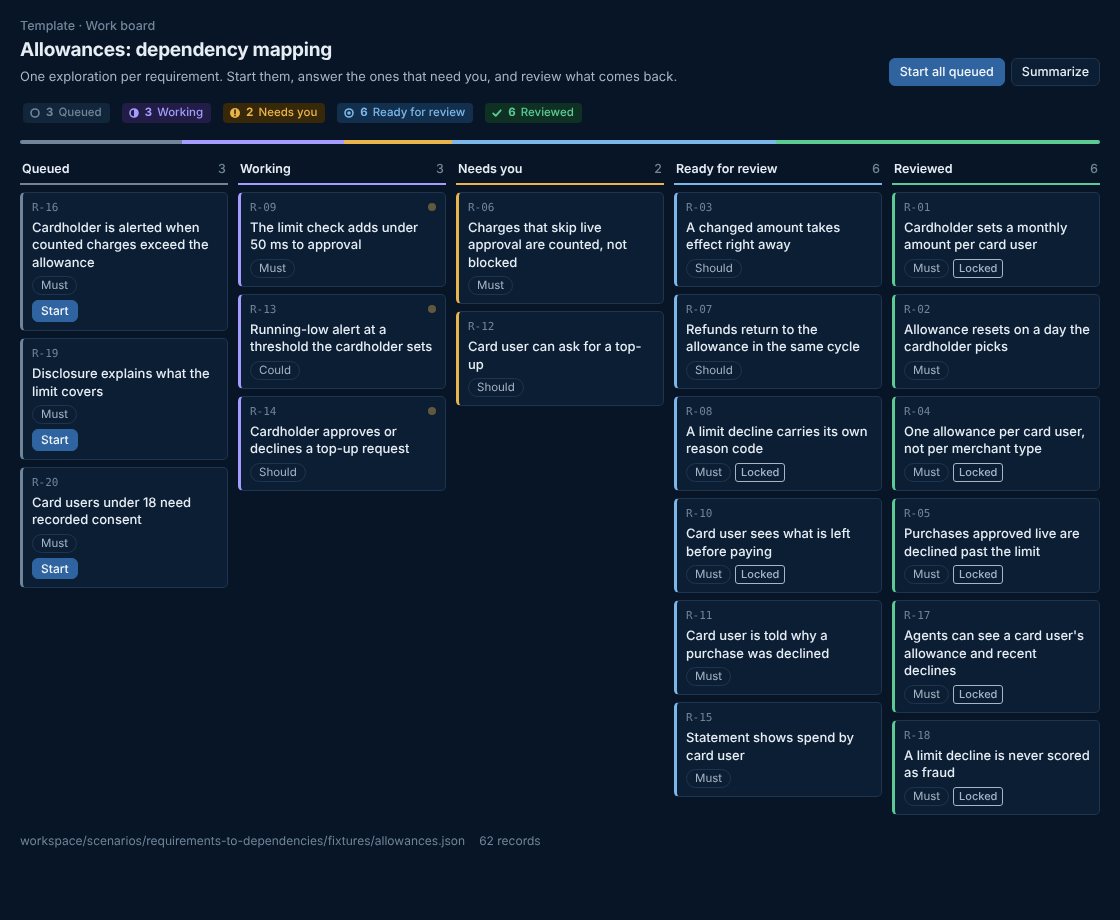 Template · Work board
Allowances: dependency mapping
One exploration per requirement. Start them, answer the ones that need you, and review what comes back.
Start all queued
Summarize
3 Queued
3 Working
2 Needs you
6 Ready for review
6 Reviewed
Queued 3
R-16
Cardholder is alerted when
counted charges exceed the
allowance
Must
Start
R-19
Disclosure explains what the
limit covers
Must
Start
R-20
Card users under 18 need
recorded consent
Must
Start
Working 3
R-09
The limit check adds under
50 ms to approval
Must
R-13
Running-low alert at a
threshold the cardholder sets
Could
R-14
Cardholder approves or
declines a top-up request
Should
Needs you 2
R-06
Charges that skip live
approval are counted, not
blocked
Must
R-12
Card user can ask for a top-
up
Should
Ready for review 6
R-03
A changed amount takes
effect right away
Should
R-07
Refunds return to the
allowance in the same cycle
Should
R-08
A limit decline carries its own
reason code
Must Locked
R-10
Card user sees what is left
before paying
Must Locked
R-11
Card user is told why a
purchase was declined
Must
R-15
Statement shows spend by
card user
Must
Reviewed 6
R-01
Cardholder sets a monthly
amount per card user
Must Locked
R-02
Allowance resets on a day the
cardholder picks
Must
R-04
One allowance per card user,
not per merchant type
Must Locked
R-05
Purchases approved live are
declined past the limit
Must Locked
R-17
Agents can see a card user's
allowance and recent
declines
Must Locked
R-18
A limit decline is never scored
as fraud
Must Locked
workspace/scenarios/requirements-to-dependencies/fixtures/allowances.json 62 records